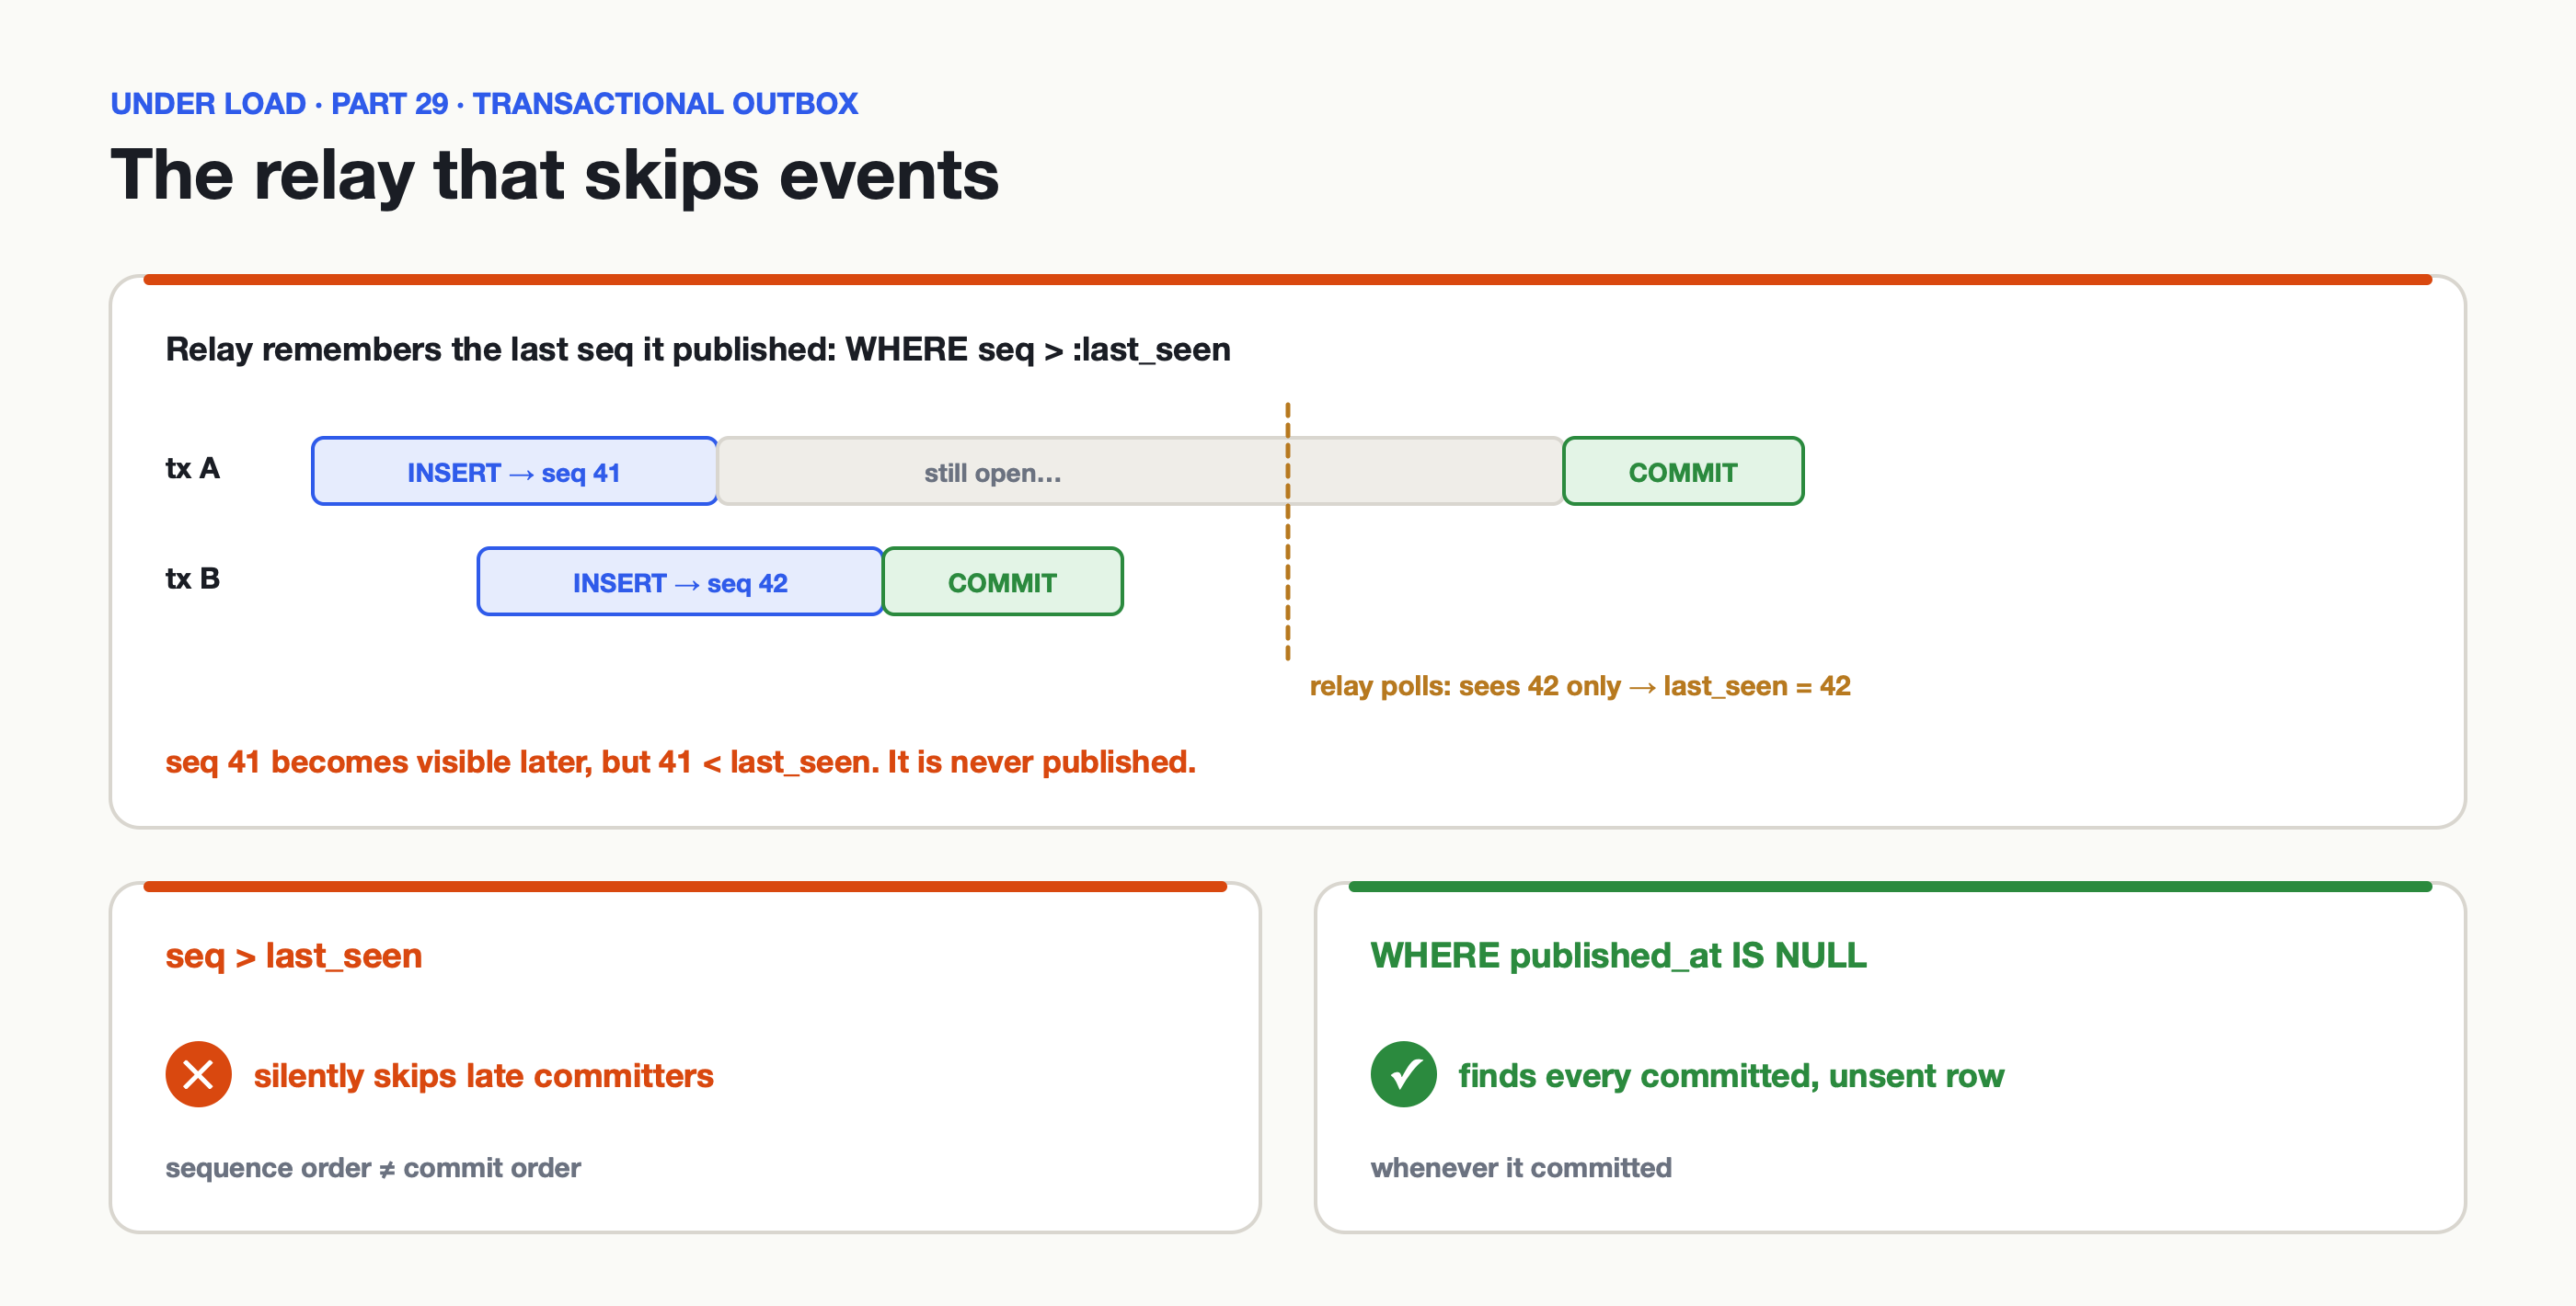 UNDER LOAD · PART 29 · TRANSACTIONAL OUTBOX
The relay that skips events
Relay remembers the last seq it published: WHERE seq > :last_seen
tx A
INSERT → seq 41
still open...
COMMIT
tx B
INSERT → seq 42
COMMIT
relay polls: sees 42 only → last_seen = 42
seq 41 becomes visible later, but 41 < last_seen. It is never published.
seq > last_seen
silently skips late committers
sequence order ≠ commit order
WHERE published_at IS NULL
finds every committed, unsent row
whenever it committed